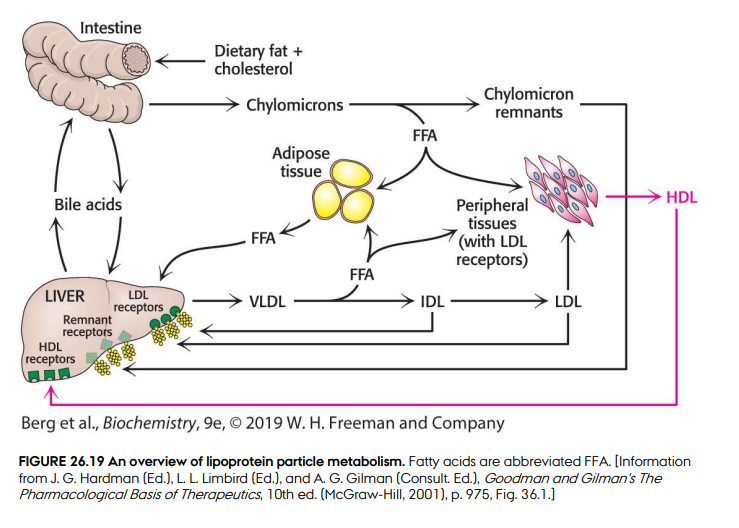 Intestine
Dietary fat +
cholesterol
Chylomicrons
Chylomicron
remnants
FFA
Adipose
tissue
Bile acids
Peripheral
tissues
(with LDL
receptors)
HDL
FFA
FFA
LIVER
LDL
receptors
Remnant
receptors
HDL
receptors
VLDL
IDL
LDL
Berg et al., Biochemistry, 9e, © 2019 W. H. Freeman and Company
FIGURE 26.19 An overview of lipoprotein particle metabolism. Fatty acids are abbreviated FFA. [Information
from J. G. Hardman (Ed.), L. L. Limbird (Ed.), and A. G. Gilman (Consult. Ed.), Goodman and Gilman's The
Pharmacological Basis of Therapeutics, 10th ed. (McGraw-Hill, 2001), p. 975, Fig. 36.1.]